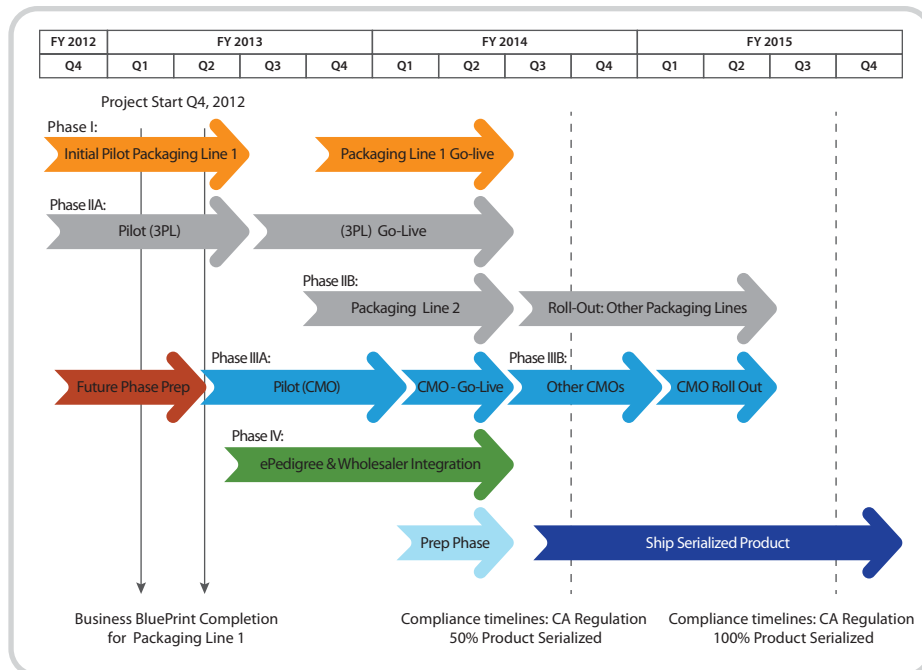 FY 2012 FY 2013 FY 2014 FY 2015
Q4 Q1 Q2 Q3 Q4 Q1 Q2 Q3 Q4 Q1 Q2 Q3 Q4
Project Start Q4, 2012
Phase I:
Initial Pilot Packaging Line 1 Packaging Line 1 Go-live
Phase IIA:
Pilot (3PL) (3PL) Go-Live
Phase IIB:
Packaging Line 2 Roll-Out: Other Packaging Lines
Phase IIIA: Phase IIIB:
Future Phase Prep Pilot (CMO) CMO - Go-Live Other CMOs CMO Roll Out
Phase IV:
ePedigree & Wholesaler Integration
Prep Phase Ship Serialized Product
Business BluePrint Completion
for Packaging Line 1
Compliance timelines: CA Regulation
50% Product Serialized
Compliance timelines: CA Regulation
100% Product Serialized